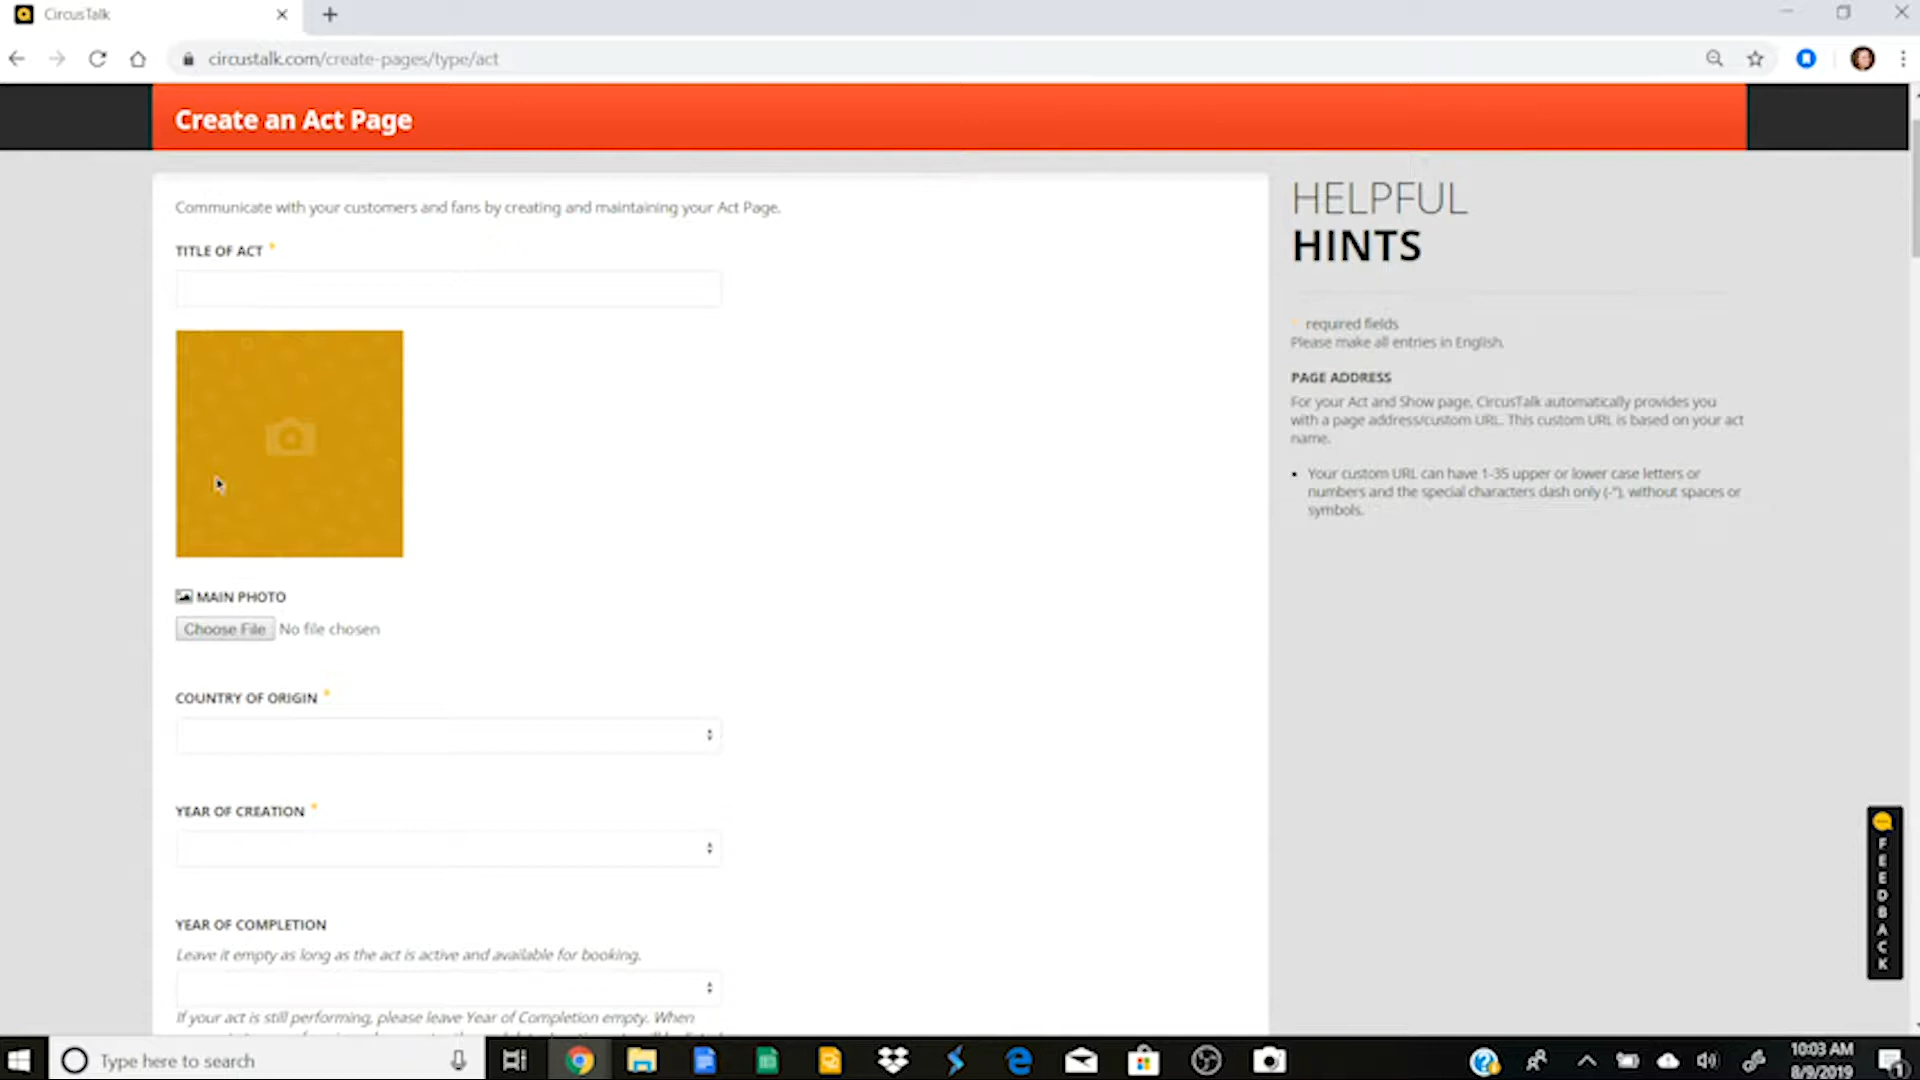 CircusTalk
circustalk.com/create-pages/type/act
Create an Act Page
Communicate with your customers and fans by creating and maintaining your Act Page.
TITLE OF ACT *
MAIN PHOTO
Choose File No file chosen
COUNTRY OF ORIGIN *
YEAR OF CREATION *
YEAR OF COMPLETION
Leave it empty as long as the act is active and available for booking.
If your act is still performing, please leave Year of Completion empty. When
HELPFUL
HINTS
* required fields
Please make all entries in English.
PAGE ADDRESS
For your Act and Show page, CircusTalk automatically provides you
with a page address/custom URL. This custom URL is based on your act
name.
• Your custom URL can have 1-35 upper or lower case letters or
numbers and the special characters dash only (-"), without spaces or
symbols.
FEEDBACK
Type here to search
10:03 AM
8/9/2019